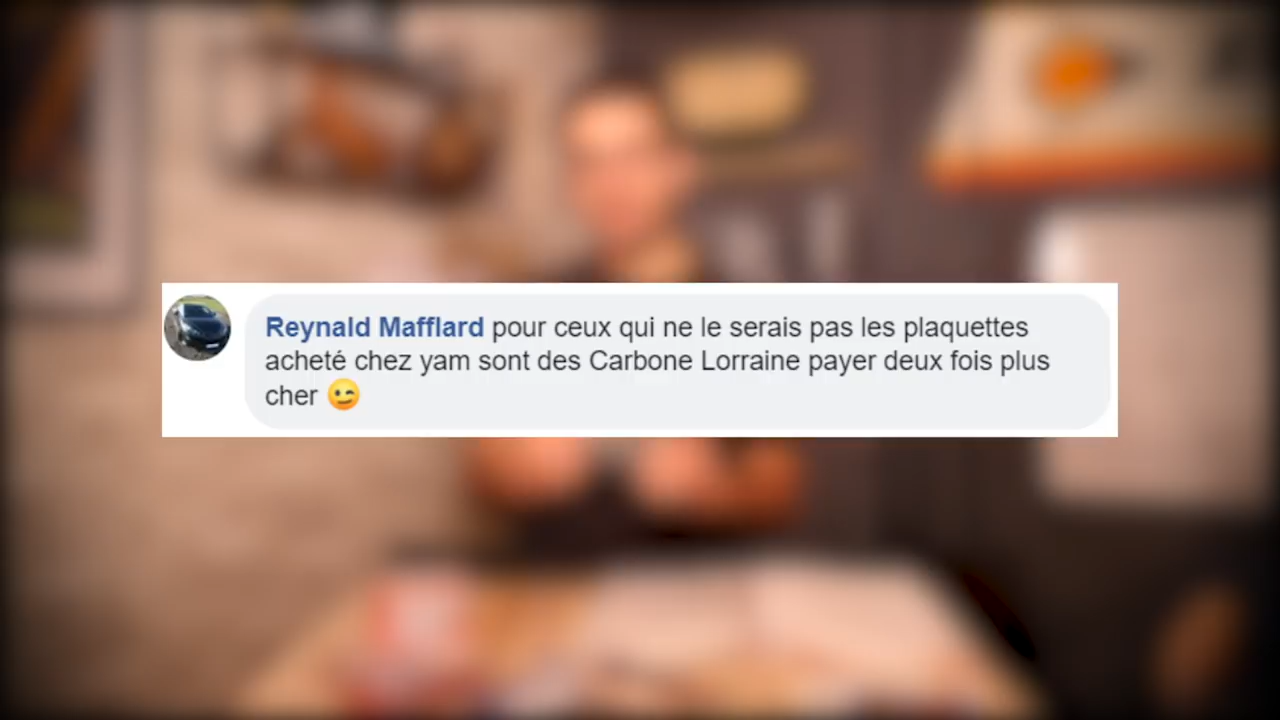 Reynald Mafflard pour ceux qui ne le serais pas les plaquettes
acheté chez yam sont des Carbone Lorraine payer deux fois plus
cher 😉